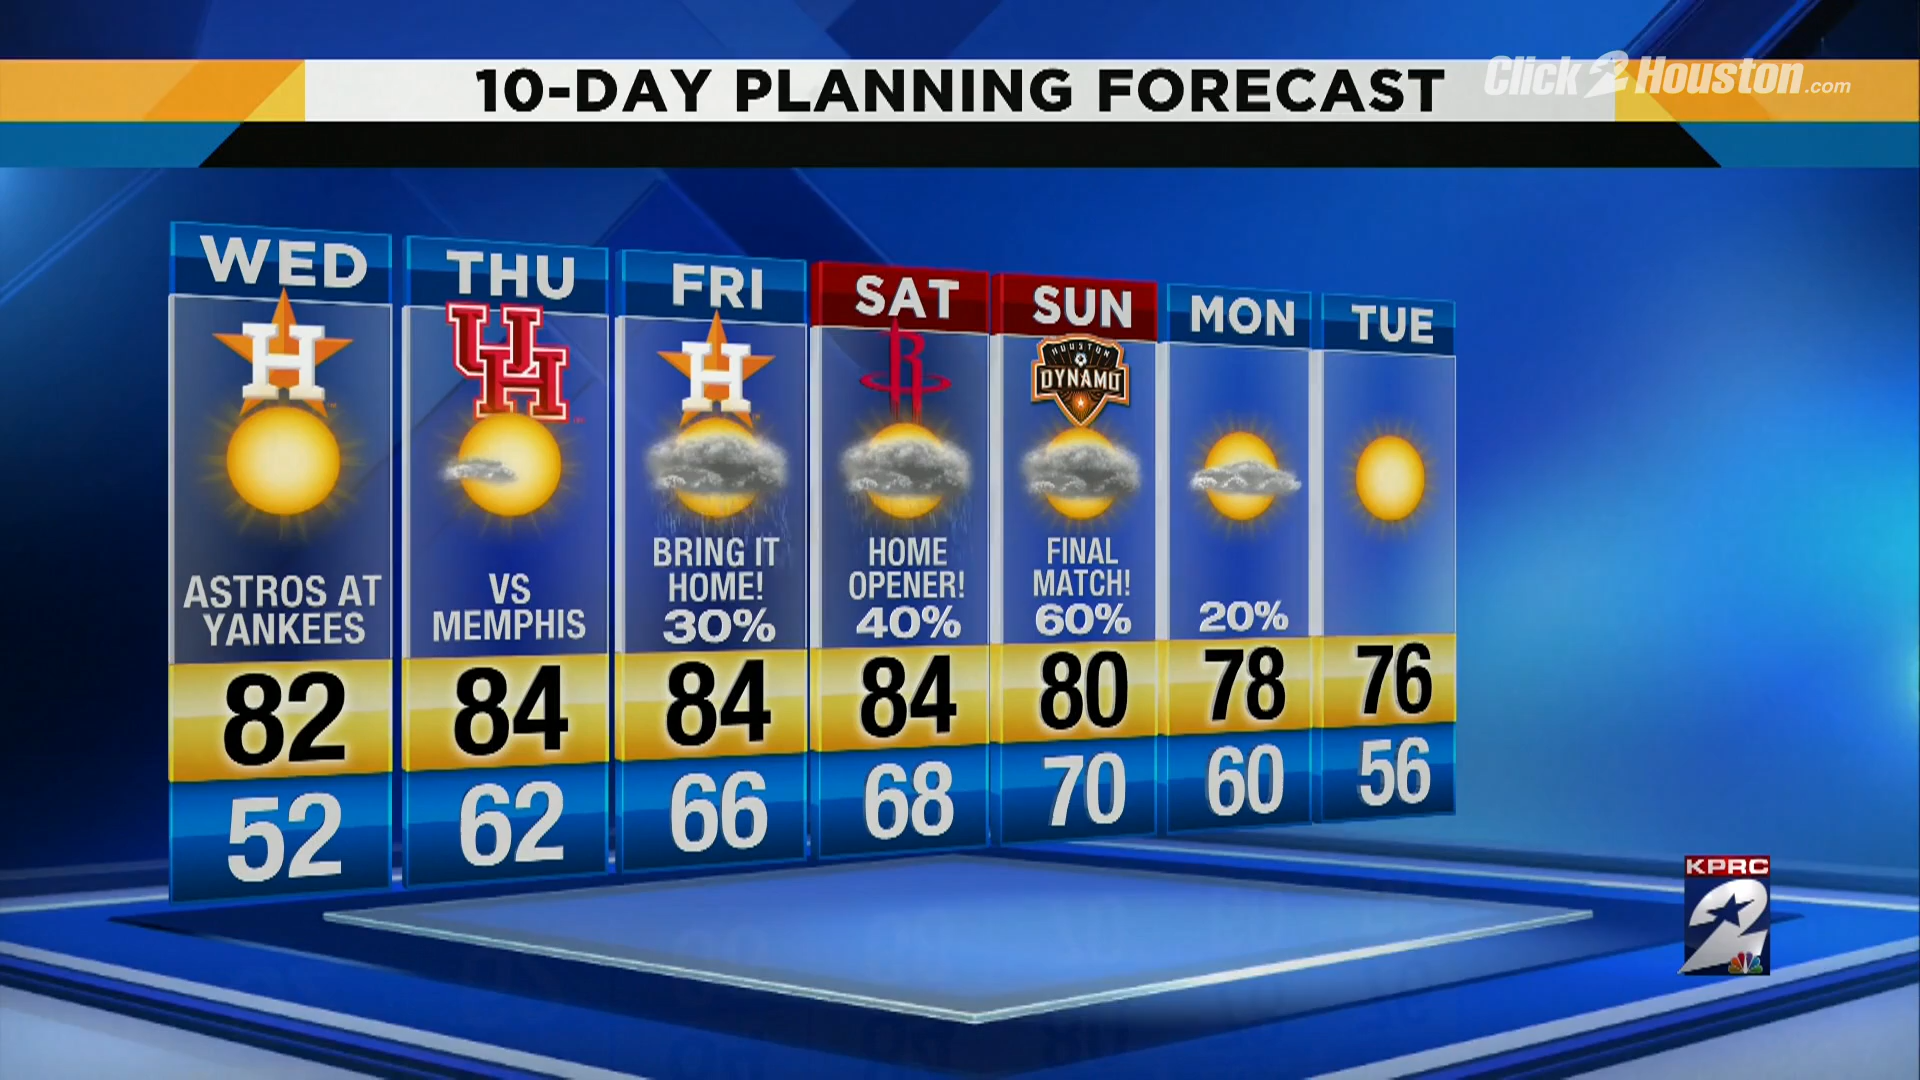 10-DAY PLANNING FORECAST
Click2Houston.com
WED
H
ASTROS AT
YANKEES
82
52
THU
UH
VS
MEMPHIS
84
62
FRI
H
BRING IT
HOME!
30%
84
66
SAT
R
HOME
OPENER!
40%
84
68
SUN
HOUSTON
DYNAMO
FINAL
MATCH!
60%
80
70
MON
20%
78
60
TUE
76
56
KPRC
2